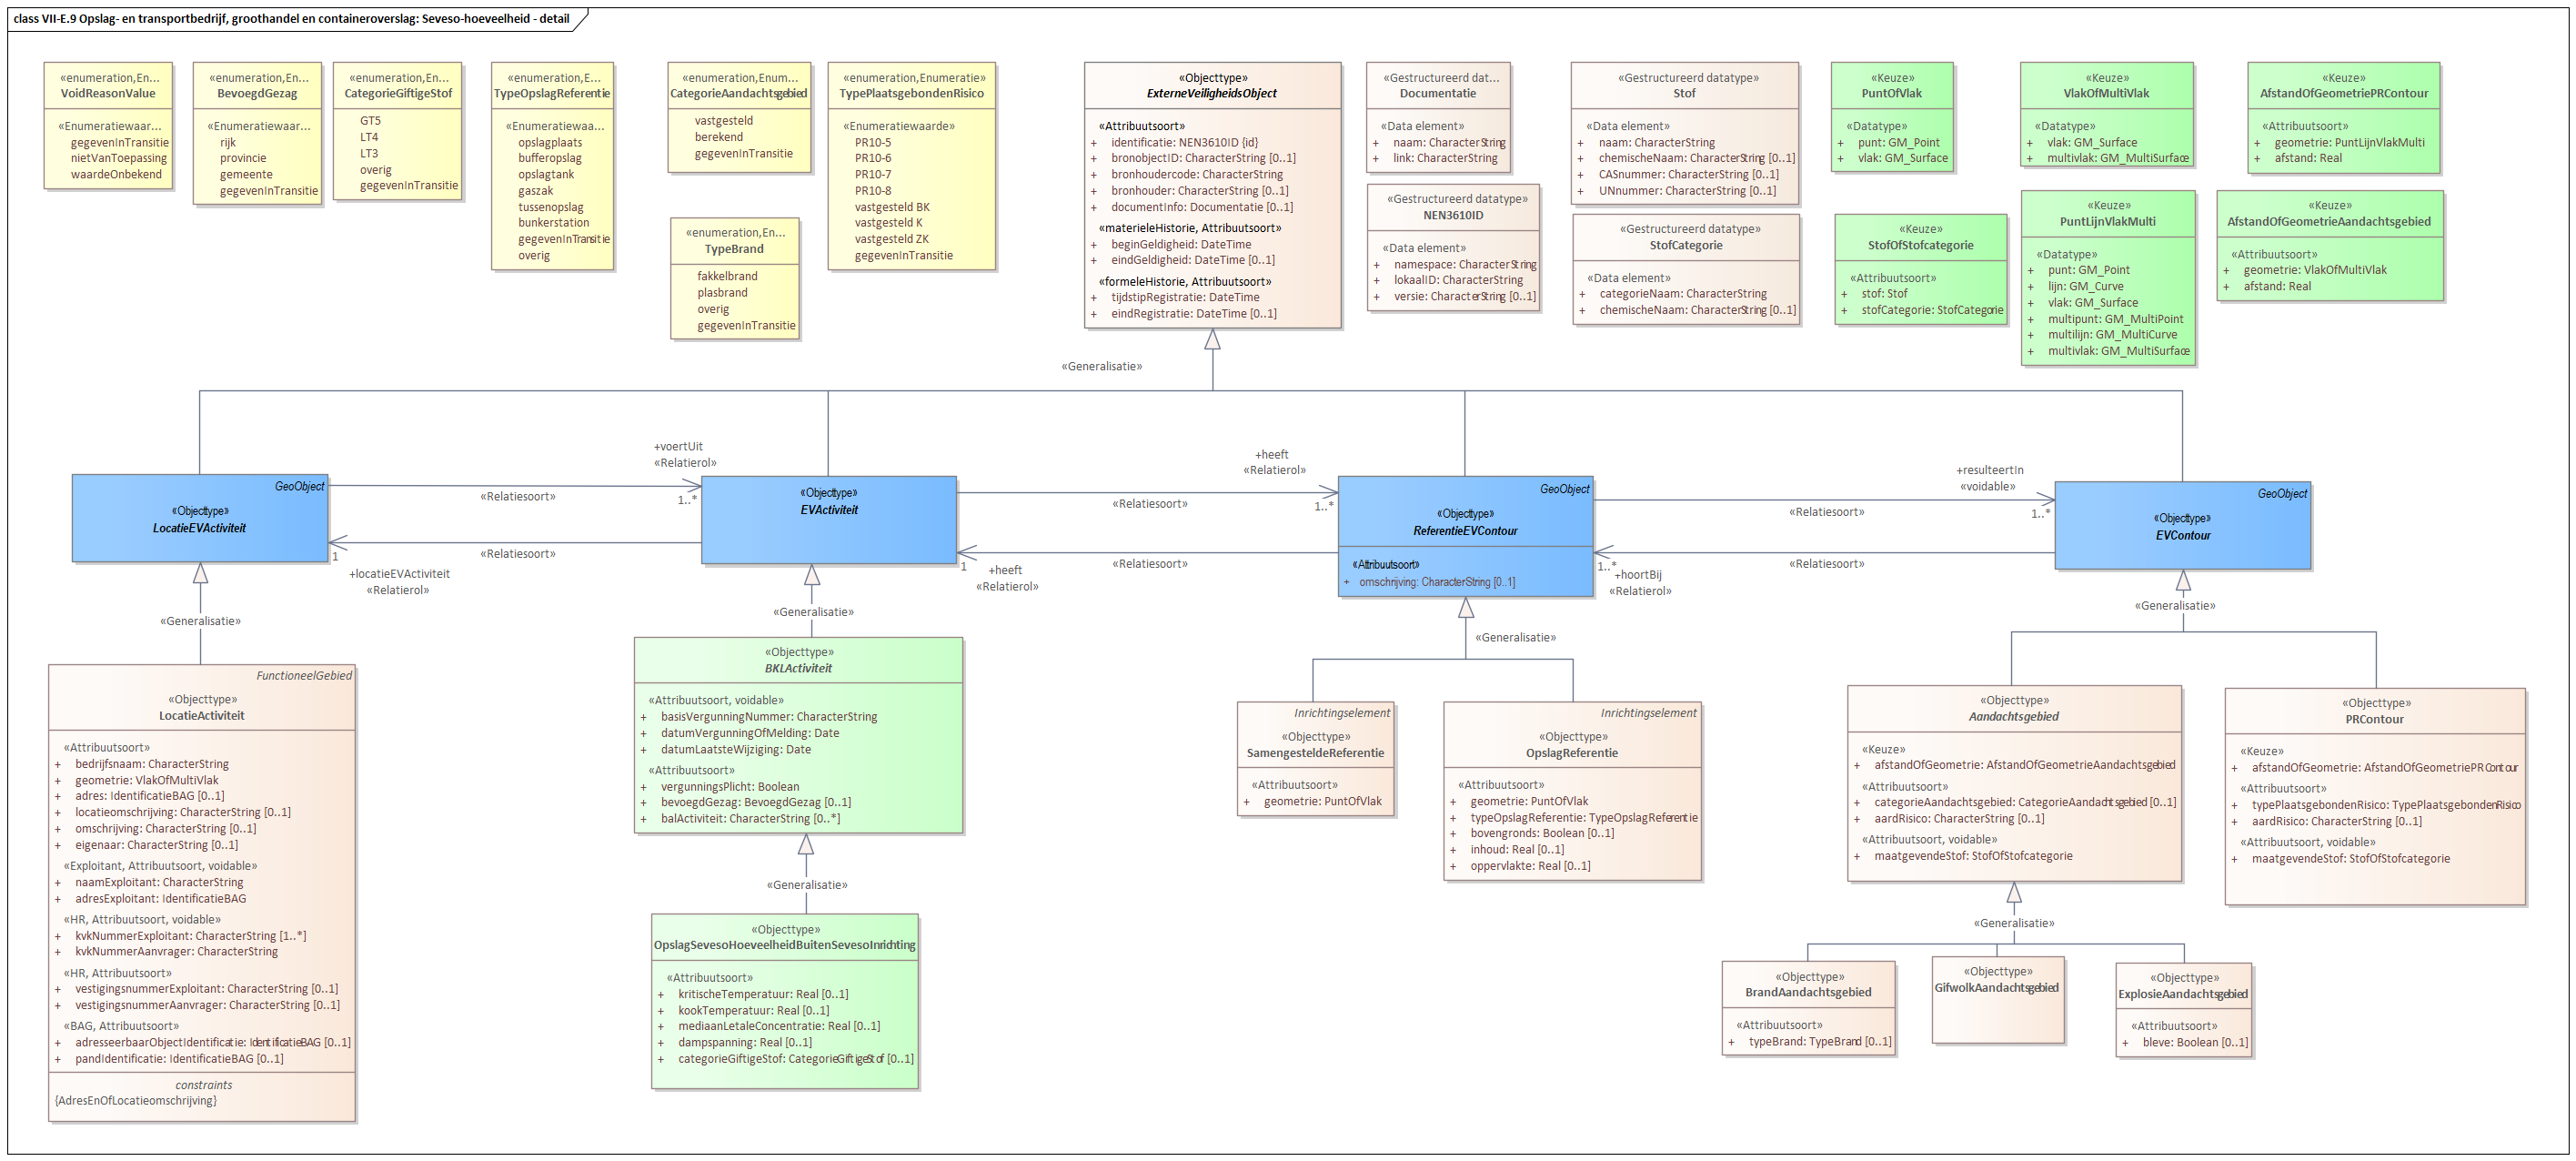 class VII-E.9 Opslag- en transportbedrijf, groothandel en containeroverslag: Seveso-hoeveelheid - detail
«enumeration,En...
VoidReasonValue
«Enumeratiewaar...
gegevenInTransitie
nietVanToepassing
waardeOnbekend
«enumeration,En...
BevoegdGezag
«Enumeratiewaar...
rijk
provincie
gemeente
gegevenInTransitie
«enumeration,En...
CategorieGiftigeStof
GT5
LT4
LT3
overig
gegevenInTransitie
«enumeration,E...
TypeOpslagReferentie
«Enumeratiewaa...
opslagplaats
bufferopslag
opslagtank
gaszak
tussenopslag
bunkerstation
gegevenInTransitie
overig
«enumeration,Enum...
CategorieAandachtsgebied
vastgesteld
berekend
gegevenInTransitie
«enumeration,En...
TypeBrand
fakkelbrand
plasbrand
overig
gegevenInTransitie
«enumeration,Enumeratie»
TypePlaatsgebondenRisico
«Enumeratiewaarde»
PR10-5
PR10-6
PR10-7
PR10-8
vastgesteld BK
vastgesteld K
vastgesteld ZK
gegevenInTransitie
«Objecttype»
ExterneVeiligheidsObject
«Attribuutsoort»
+ identificatie: NEN3610ID {id}
+ bronobjectID: CharacterString [0..1]
+ bronhoudercode: CharacterString
+ bronhouder: CharacterString [0..1]
+ documentInfo: Documentatie [0..1]
«materieleHistorie, Attribuutsoort»
+ beginGeldigheid: DateTime
+ eindGeldigheid: DateTime [0..1]
«formeleHistorie, Attribuutsoort»
+ tijdstipRegistratie: DateTime
+ eindRegistratie: DateTime [0..1]
«Gestructureerd dat...
Documentatie
«Data element»
+ naam: CharacterString
+ link: CharacterString
«Gestructureerd datatype»
NEN3610ID
«Data element»
+ namespace: CharacterString
+ lokaalID: CharacterString
+ versie: CharacterString [0..1]
«Gestructureerd datatype»
Stof
«Data element»
+ naam: CharacterString
+ chemischeNaam: CharacterString [0..1]
+ CASnummer: CharacterString [0..1]
+ UNnummer: CharacterString [0..1]
«Gestructureerd datatype»
StofCategorie
«Data element»
+ categorieNaam: CharacterString
+ chemischeNaam: CharacterString [0..1]
«Keuze»
PuntOfVlak
«Datatype»
+ punt: GM_Point
+ vlak: GM_Surface
«Keuze»
StofOfStofcategorie
«Attribuutsoort»
+ stof: Stof
+ stofCategorie: StofCategorie
«Keuze»
VlakOfMultiVlak
«Datatype»
+ vlak: GM_Surface
+ multivlak: GM_MultiSurface
«Keuze»
PuntLijnVlakMulti
«Datatype»
+ punt: GM_Point
+ lijn: GM_Curve
+ vlak: GM_Surface
+ multipunt: GM_MultiPoint
+ multilijn: GM_MultiCurve
+ multivlak: GM_MultiSurface
«Keuze»
AfstandOfGeometriePRContour
«Attribuutsoort»
+ geometrie: PuntLijnVlakMulti
+ afstand: Real
«Keuze»
AfstandOfGeometrieAandachtsgebied
«Attribuutsoort»
+ geometrie: VlakOfMultiVlak
+ afstand: Real
«Generalisatie»
GeoObject
«Objecttype»
LocatieEVActiviteit
+voertUit
«Relatierol»
«Relatiesoort»
1..*
«Relatiesoort»
1
+locatieEVActiviteit
«Relatierol»
«Objecttype»
EVActiviteit
+heeft
«Relatierol»
«Relatiesoort»
1..*
«Relatiesoort»
1
+heeft
«Relatierol»
GeoObject
«Objecttype»
ReferentieEVContour
«Attribuutsoort»
+ omschrijving: CharacterString [0..1]
+resulteertIn
«voidable»
«Relatiesoort»
1..*
«Relatiesoort»
1..*
+hoortBij
«Relatierol»
GeoObject
«Objecttype»
EVContour
«Generalisatie»
«Generalisatie»
«Generalisatie»
«Generalisatie»
FunctioneelGebied
«Objecttype»
LocatieActiviteit
«Attribuutsoort»
+ bedrijfsnaam: CharacterString
+ geometrie: VlakOfMultiVlak
+ adres: IdentificatieBAG [0..1]
+ locatieomschrijving: CharacterString [0..1]
+ omschrijving: CharacterString [0..1]
+ eigenaar: CharacterString [0..1]
«Exploitant, Attribuutsoort, voidable»
+ naamExploitant: CharacterString
+ adresExploitant: IdentificatieBAG
«HR, Attribuutsoort, voidable»
+ kvkNummerExploitant: CharacterString [1..*]
+ kvkNummerAanvrager: CharacterString
«HR, Attribuutsoort»
+ vestigingsnummerExploitant: CharacterString [0..1]
+ vestigingsnummerAanvrager: CharacterString [0..1]
«BAG, Attribuutsoort»
+ adresseerbaarObjectIdentificatie: IdentificatieBAG [0..1]
+ pandIdentificatie: IdentificatieBAG [0..1]
constraints
{AdresEnOfLocatieomschrijving}
«Objecttype»
BKLActiviteit
«Attribuutsoort, voidable»
+ basisVergunningNummer: CharacterString
+ datumVergunningOfMelding: Date
+ datumLaatsteWijziging: Date
«Attribuutsoort»
+ vergunningsPlicht: Boolean
+ bevoegdGezag: BevoegdGezag [0..1]
+ balActiviteit: CharacterString [0..*]
«Generalisatie»
«Objecttype»
OpslagSevesoHoeveelheidBuitenSevesoInrichting
«Attribuutsoort»
+ kritischeTemperatuur: Real [0..1]
+ kookTemperatuur: Real [0..1]
+ mediaanLetaleConcentratie: Real [0..1]
+ dampspanning: Real [0..1]
+ categorieGiftigeStof: CategorieGiftigeStof [0..1]
Inrichtingselement
«Objecttype»
SamengesteldeReferentie
«Attribuutsoort»
+ geometrie: PuntOfVlak
Inrichtingselement
«Objecttype»
OpslagReferentie
«Attribuutsoort»
+ geometrie: PuntOfVlak
+ typeOpslagReferentie: TypeOpslagReferentie
+ bovengronds: Boolean [0..1]
+ inhoud: Real [0..1]
+ oppervlakte: Real [0..1]
«Objecttype»
Aandachtsgebied
«Keuze»
+ afstandOfGeometrie: AfstandOfGeometrieAandachtsgebied
«Attribuutsoort»
+ categorieAandachtsgebied: CategorieAandachtsgebied [0..1]
+ aardRisico: CharacterString [0..1]
«Attribuutsoort, voidable»
+ maatgevendeStof: StofOfStofcategorie
«Objecttype»
PRContour
«Keuze»
+ afstandOfGeometrie: AfstandOfGeometriePRContour
«Attribuutsoort»
+ typePlaatsgebondenRisico: TypePlaatsgebondenRisico
+ aardRisico: CharacterString [0..1]
«Attribuutsoort, voidable»
+ maatgevendeStof: StofOfStofcategorie
«Generalisatie»
«Objecttype»
BrandAandachtsgebied
«Attribuutsoort»
+ typeBrand: TypeBrand [0..1]
«Objecttype»
GifwolkAandachtsgebied
«Objecttype»
ExplosieAandachtsgebied
«Attribuutsoort»
+ bleve: Boolean [0..1]